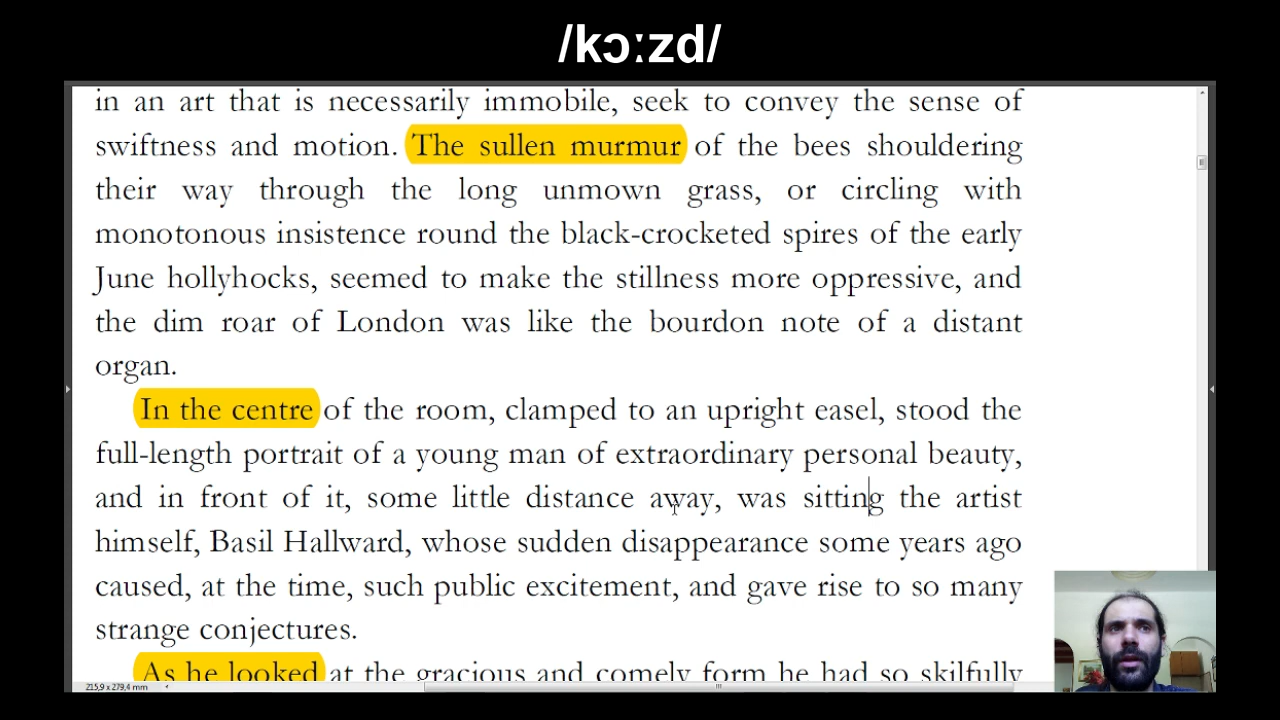 /kɔːzd/
in an art that is necessarily immobile, seek to convey the sense of
swiftness and motion. The sullen murmur of the bees shouldering
their way through the long unmown grass, or circling with
monotonous insistence round the black-crocketed spires of the early
June hollyhocks, seemed to make the stillness more oppressive, and
the dim roar of London was like the bourdon note of a distant
organ.
In the centre of the room, clamped to an upright easel, stood the
full-length portrait of a young man of extraordinary personal beauty,
and in front of it, some little distance away, was sitting the artist
himself, Basil Hallward, whose sudden disappearance some years ago
caused, at the time, such public excitement, and gave rise to so many
strange conjectures.
As he looked at the gracious and comely form he had so skilfully
215,9 x 279,4 mm